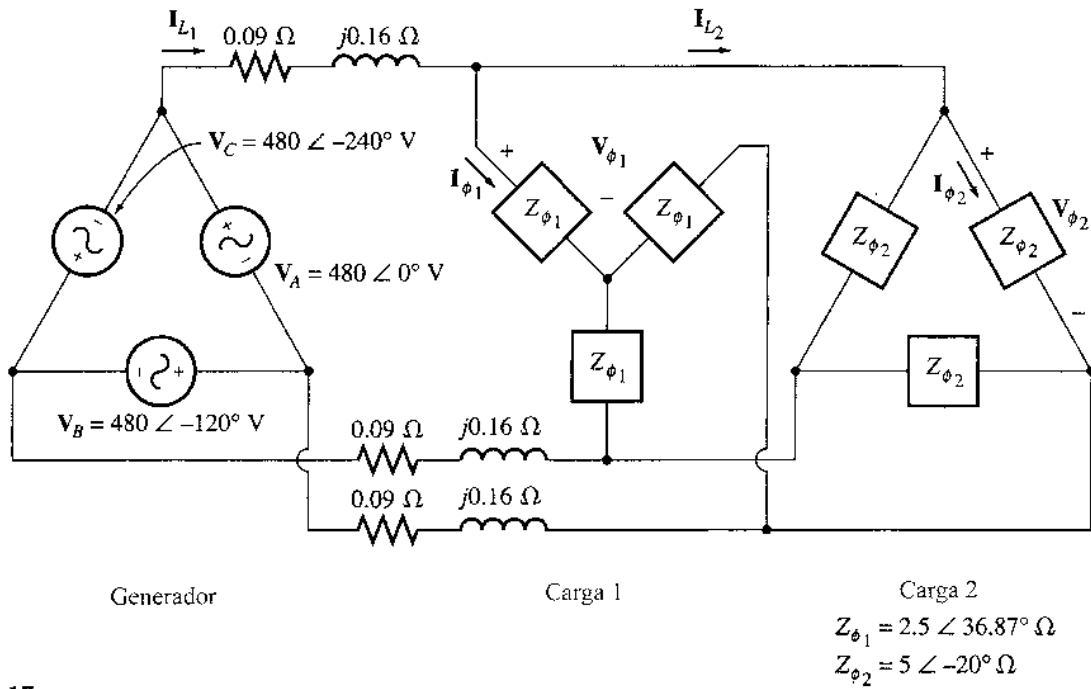 I_L1
0.09 Ω
j0.16 Ω
I_L2
V_C = 480 ∠ –240° V
V_A = 480 ∠ 0° V
V_B = 480 ∠ –120° V
I_ϕ1
+
–
V_ϕ1
Z_ϕ1
Z_ϕ1
Z_ϕ1
+
I_ϕ2
V_ϕ2
Z_ϕ2
Z_ϕ2
–
Z_ϕ2
0.09 Ω
j0.16 Ω
0.09 Ω
j0.16 Ω
Generador
Carga 1
Carga 2
Z_ϕ1 = 2.5 ∠ 36.87° Ω
Z_ϕ2 = 5 ∠ –20° Ω